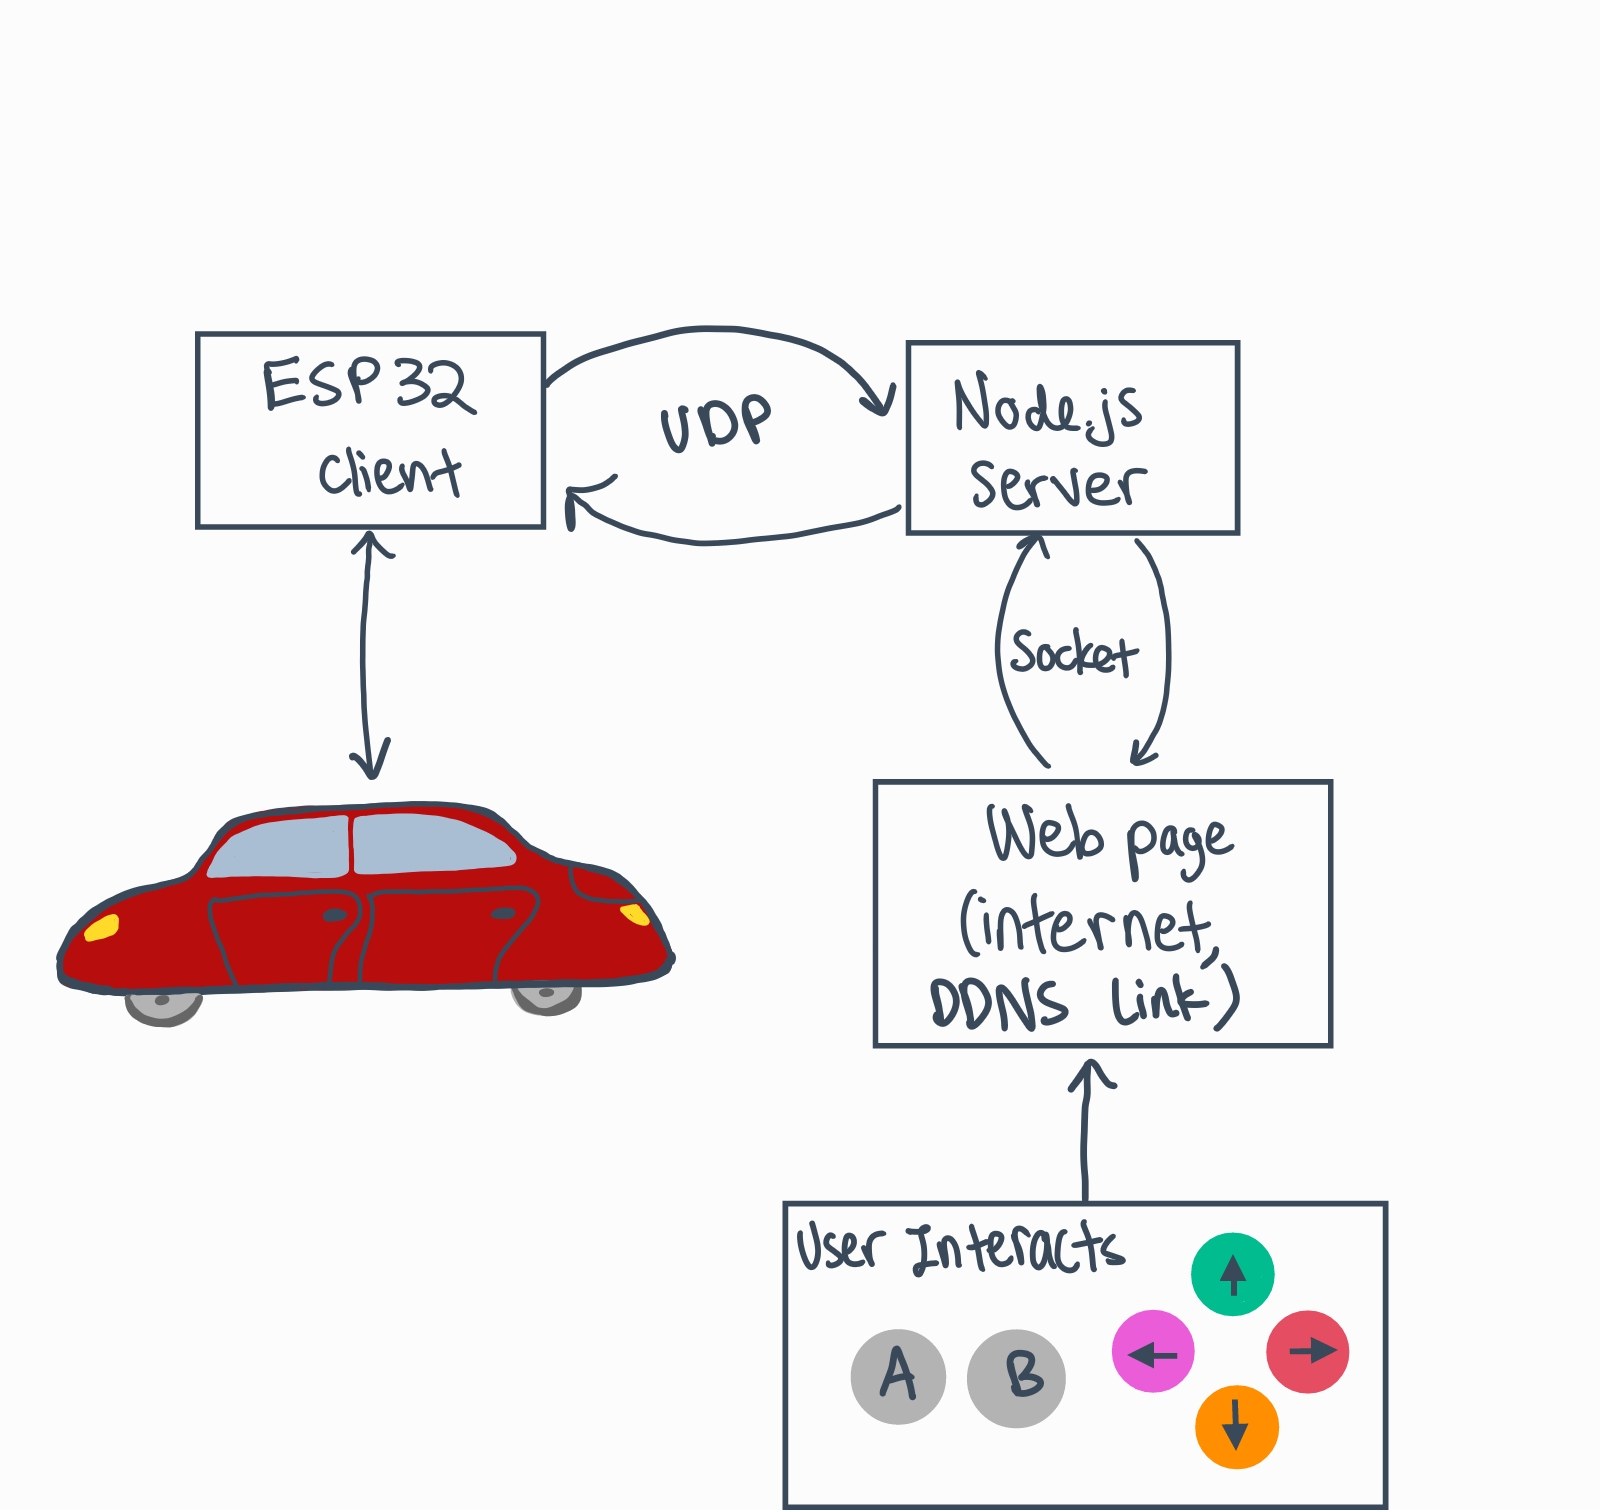 ESP32
client
UDP
Node.js
Server
Socket
Web page
(internet,
DDNS link)
User Interacts
A
B